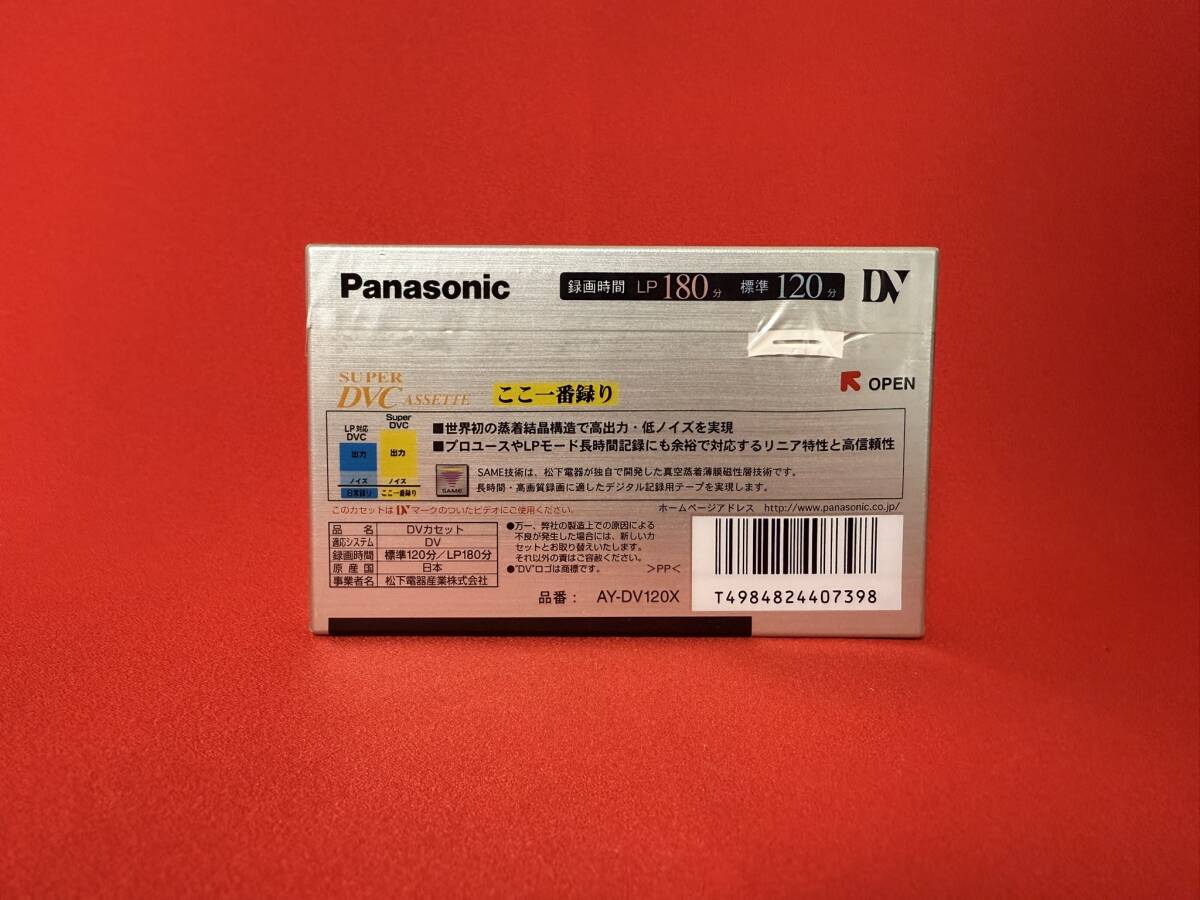 Panasonic 録画時間 LP 180分 標準 120分 DV
OPEN
SUPER
DVCASSETTE ここ一番録り
LP対応 DVC 出力 ノイズ 日常録り
Super DVC 出力 ノイズ ここ一番録り
■世界初の蒸着結晶構造で高出力・低ノイズを実現
■プロユースやLPモード長時間記録にも余裕で対応するリニア特性と高信頼性
SAME
SAME技術は、松下電器が独自で開発した真空蒸着薄膜磁性層技術です。
長時間・高画質録画に適したデジタル記録用テープを実現します。
このカセットはDVマークのついたビデオにご使用ください。
ホームページアドレス http://www.panasonic.co.jp/
品名 DVカセット
適応システム DV
録画時間 標準120分/LP180分
原産国 日本
事業者名 松下電器産業株式会社
●万一、弊社の製造上での原因による
不良が発生した場合には、新しいカ
セットとお取り替えいたします。
それ以外の責はご容赦ください。
●"DV"ロゴは商標です。 >PP<
品番: AY-DV120X
T4984824407398